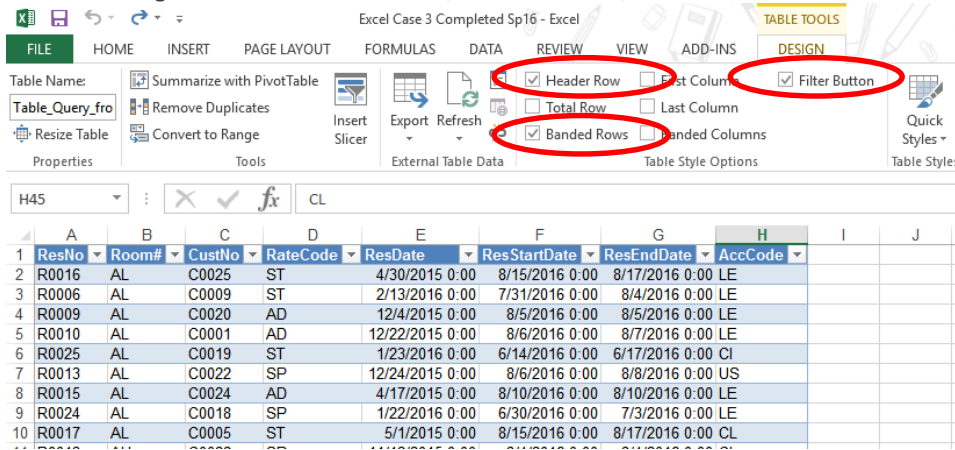 Excel Case 3 Completed Sp16 - Excel
TABLE TOOLS
FILE HOME INSERT PAGE LAYOUT FORMULAS DATA REVIEW VIEW ADD-INS DESIGN
Table Name: Summarize with PivotTable Header Row First Column Filter Button
Table_Query_fro Remove Duplicates Insert Slicer Export Refresh Total Row Last Column Quick Styles
Resize Table Convert to Range Banded Rows Banded Columns
Properties Tools External Table Data Table Style Options Table Styles
H45 fx CL
A B C D E F G H I J
1 ResNo Room# CustNo RateCode ResDate ResStartDate ResEndDate AccCode
2 R0016 AL C0025 ST 4/30/2015 0:00 8/15/2016 0:00 8/17/2016 0:00 LE
3 R0006 AL C0009 ST 2/13/2016 0:00 7/31/2016 0:00 8/4/2016 0:00 LE
4 R0009 AL C0020 AD 12/4/2015 0:00 8/5/2016 0:00 8/5/2016 0:00 LE
5 R0010 AL C0001 AD 12/22/2015 0:00 8/6/2016 0:00 8/7/2016 0:00 LE
6 R0025 AL C0019 ST 1/23/2016 0:00 6/14/2016 0:00 6/17/2016 0:00 CI
7 R0013 AL C0022 SP 12/24/2015 0:00 8/6/2016 0:00 8/8/2016 0:00 US
8 R0015 AL C0024 AD 4/17/2015 0:00 8/10/2016 0:00 8/10/2016 0:00 LE
9 R0024 AL C0018 SP 1/22/2016 0:00 6/30/2016 0:00 7/3/2016 0:00 LE
10 R0017 AL C0005 ST 5/1/2015 0:00 8/15/2016 0:00 8/17/2016 0:00 CL